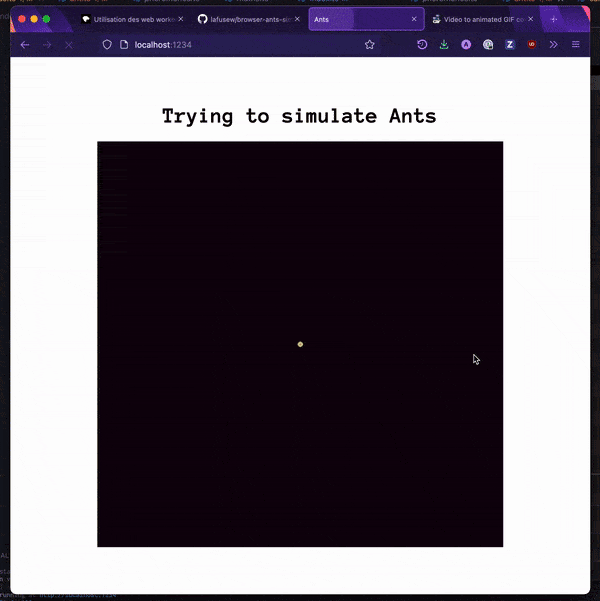 Utilisation des web worke
lafusew/browser-ants-sim
Ants
Video to animated GIF co
localhost:1234
Trying to simulate Ants